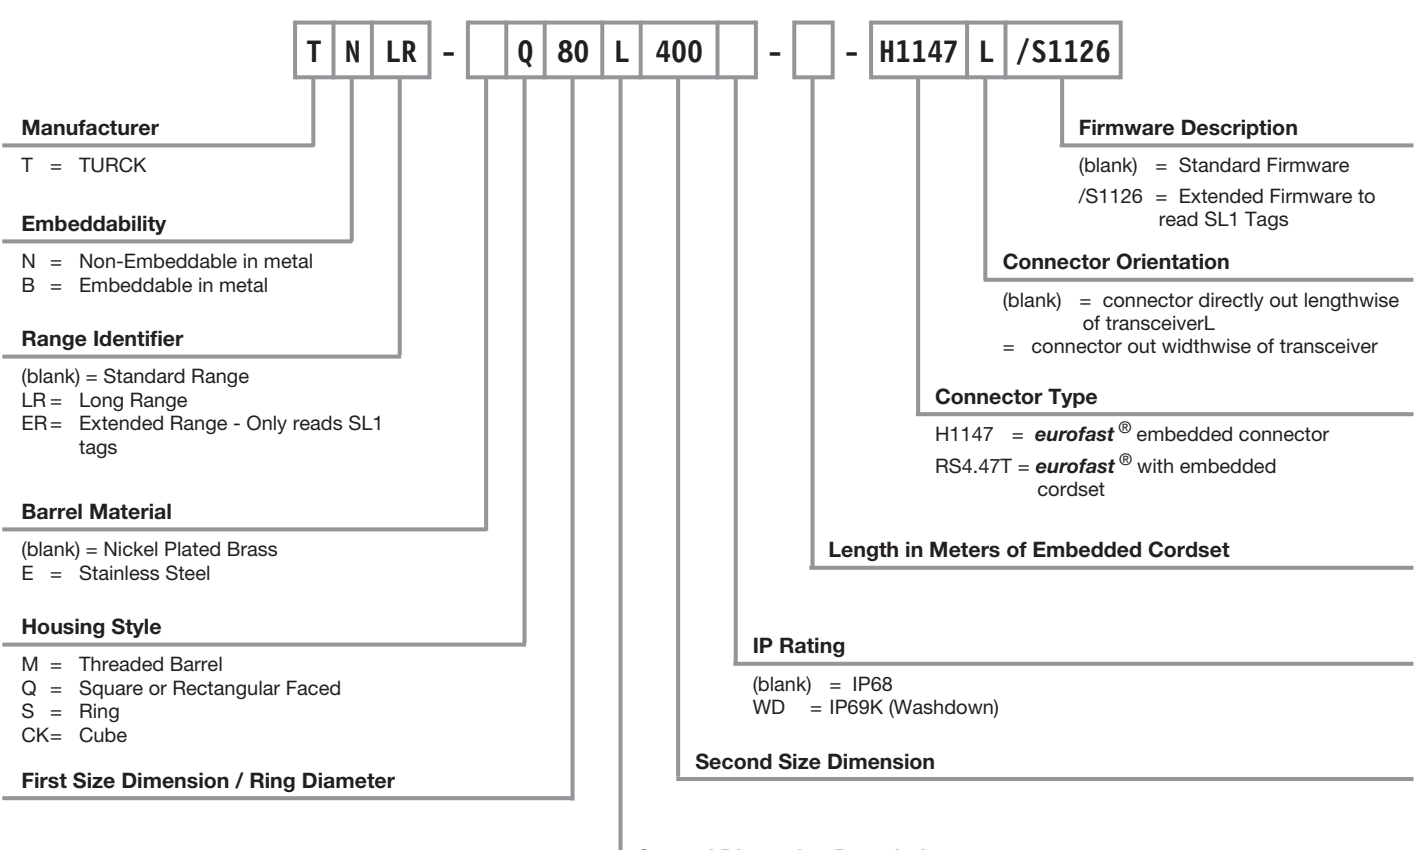 T N LR - Q 80 L 400 - - H1147 L /S1126
Manufacturer
T = TURCK
Embeddability
N = Non-Embeddable in metal
B = Embeddable in metal
Range Identifier
(blank) = Standard Range
LR = Long Range
ER = Extended Range - Only reads SL1
tags
Barrel Material
(blank) = Nickel Plated Brass
E = Stainless Steel
Housing Style
M = Threaded Barrel
Q = Square or Rectangular Faced
S = Ring
CK= Cube
First Size Dimension / Ring Diameter
Firmware Description
(blank) = Standard Firmware
/S1126 = Extended Firmware to
read SL1 Tags
Connector Orientation
(blank) = connector directly out lengthwise
of transceiverL
= connector out widthwise of transceiver
Connector Type
H1147 = eurofast ® embedded connector
RS4.47T = eurofast ® with embedded
cordset
Length in Meters of Embedded Cordset
IP Rating
(blank) = IP68
WD = IP69K (Washdown)
Second Size Dimension